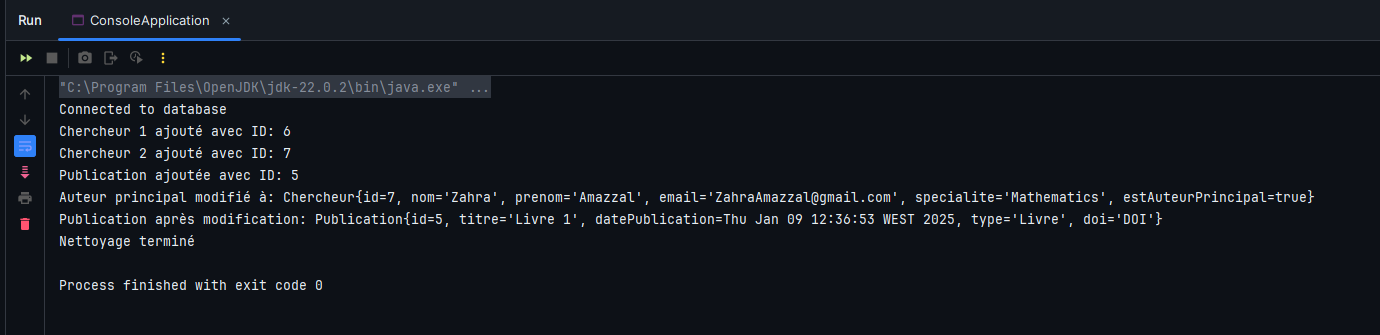 Run
ConsoleApplication
"C:\Program Files\OpenJDK\jdk-22.0.2\bin\java.exe" ...
Connected to database
Chercheur 1 ajouté avec ID: 6
Chercheur 2 ajouté avec ID: 7
Publication ajoutée avec ID: 5
Auteur principal modifié à: Chercheur{id=7, nom='Zahra', prenom='Amazzal', email='ZahraAmazzal@gmail.com', specialite='Mathematics', estAuteurPrincipal=true}
Publication après modification: Publication{id=5, titre='Livre 1', datePublication=Thu Jan 09 12:36:53 WEST 2025, type='Livre', doi='DOI'}
Nettoyage terminé
Process finished with exit code 0